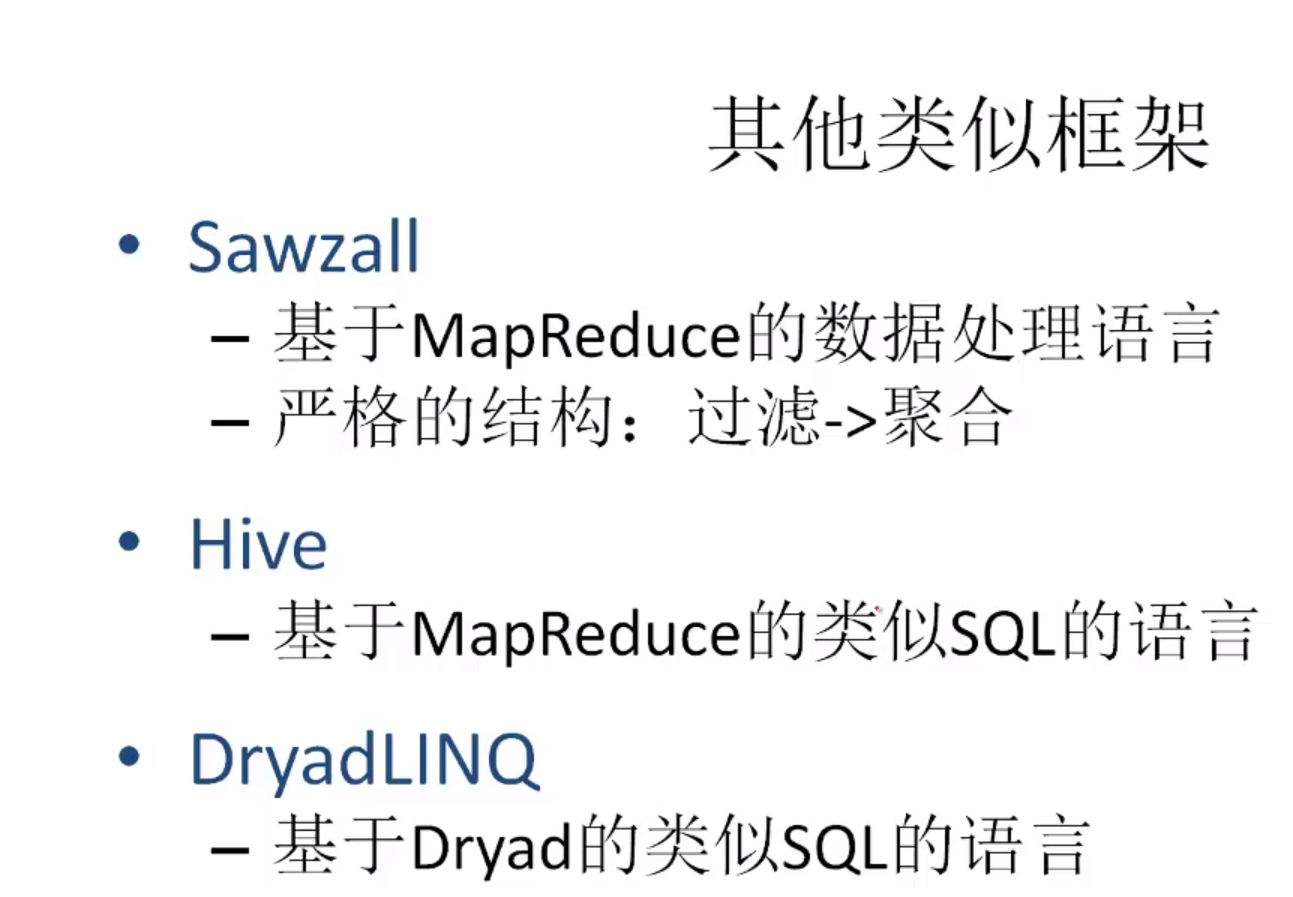 其他类似框架
• Sawzall
– 基于MapReduce的数据处理语言
– 严格的结构：过滤->聚合
• Hive
– 基于MapReduce的类似SQL的语言
• DryadLINQ
– 基于Dryad的类似SQL的语言